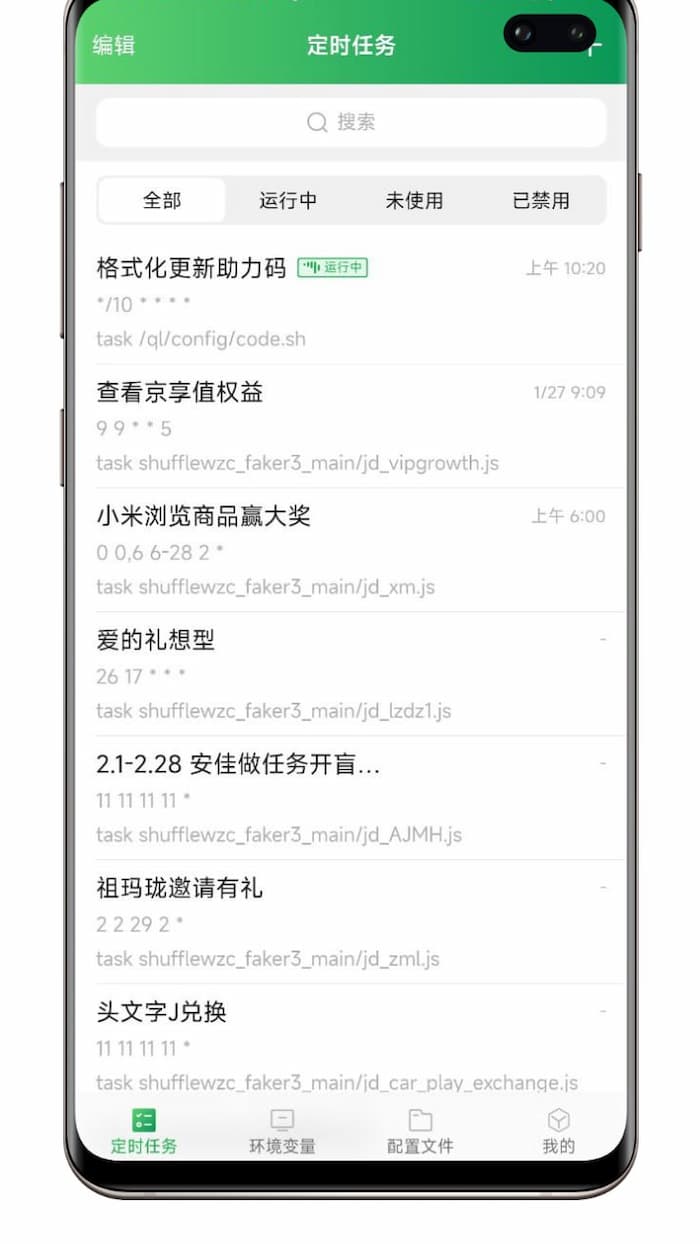 编辑
定时任务
搜索
全部 运行中 未使用 已禁用
格式化更新助力码 运行中 上午 10:20
*/10 * * * *
task /ql/config/code.sh
查看京享值权益 1/27 9:09
9 9 * * 5
task shufflewzc_faker3_main/jd_vipgrowth.js
小米浏览商品赢大奖 上午 6:00
0 0,6 6-28 2 *
task shufflewzc_faker3_main/jd_xm.js
爱的礼想型 -
26 17 * * *
task shufflewzc_faker3_main/jd_lzdz1.js
2.1-2.28 安佳做任务开盲... -
11 11 11 11 *
task shufflewzc_faker3_main/jd_AJMH.js
祖玛珑邀请有礼 -
2 2 29 2 *
task shufflewzc_faker3_main/jd_zml.js
头文字J兑换 -
11 11 11 11 *
task shufflewzc_faker3_main/jd_car_play_exchange.js
定时任务 环境变量 配置文件 我的